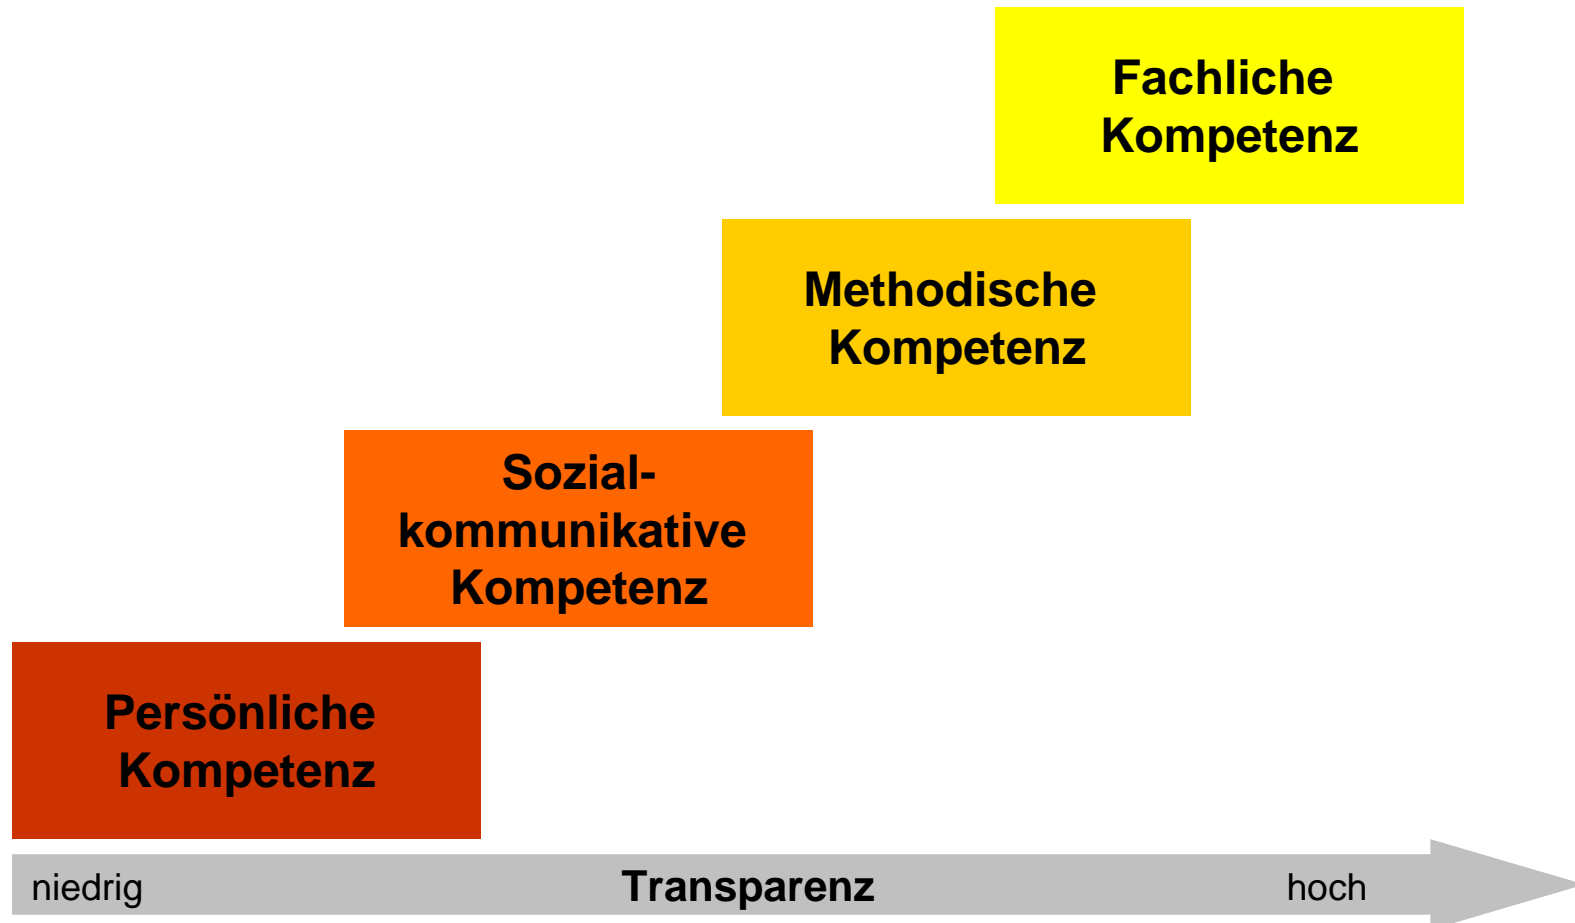 Fachliche
Kompetenz
Methodische
Kompetenz
Sozial-
kommunikative
Kompetenz
Persönliche
Kompetenz
niedrig Transparenz hoch